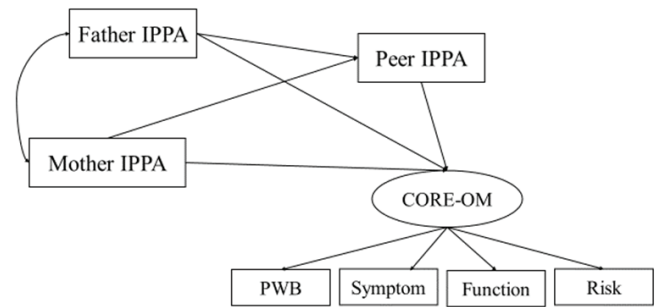 Father IPPA
Peer IPPA
Mother IPPA
CORE-OM
PWB
Symptom
Function
Risk